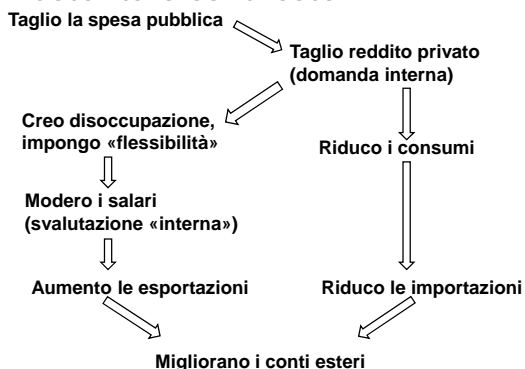 Taglio la spesa pubblica
Taglio reddito privato
(domanda interna)
Creo disoccupazione,
impongo «flessibilità»
Riduco i consumi
Modero i salari
(svalutazione «interna»)
Aumento le esportazioni
Riduco le importazioni
Migliorano i conti esteri